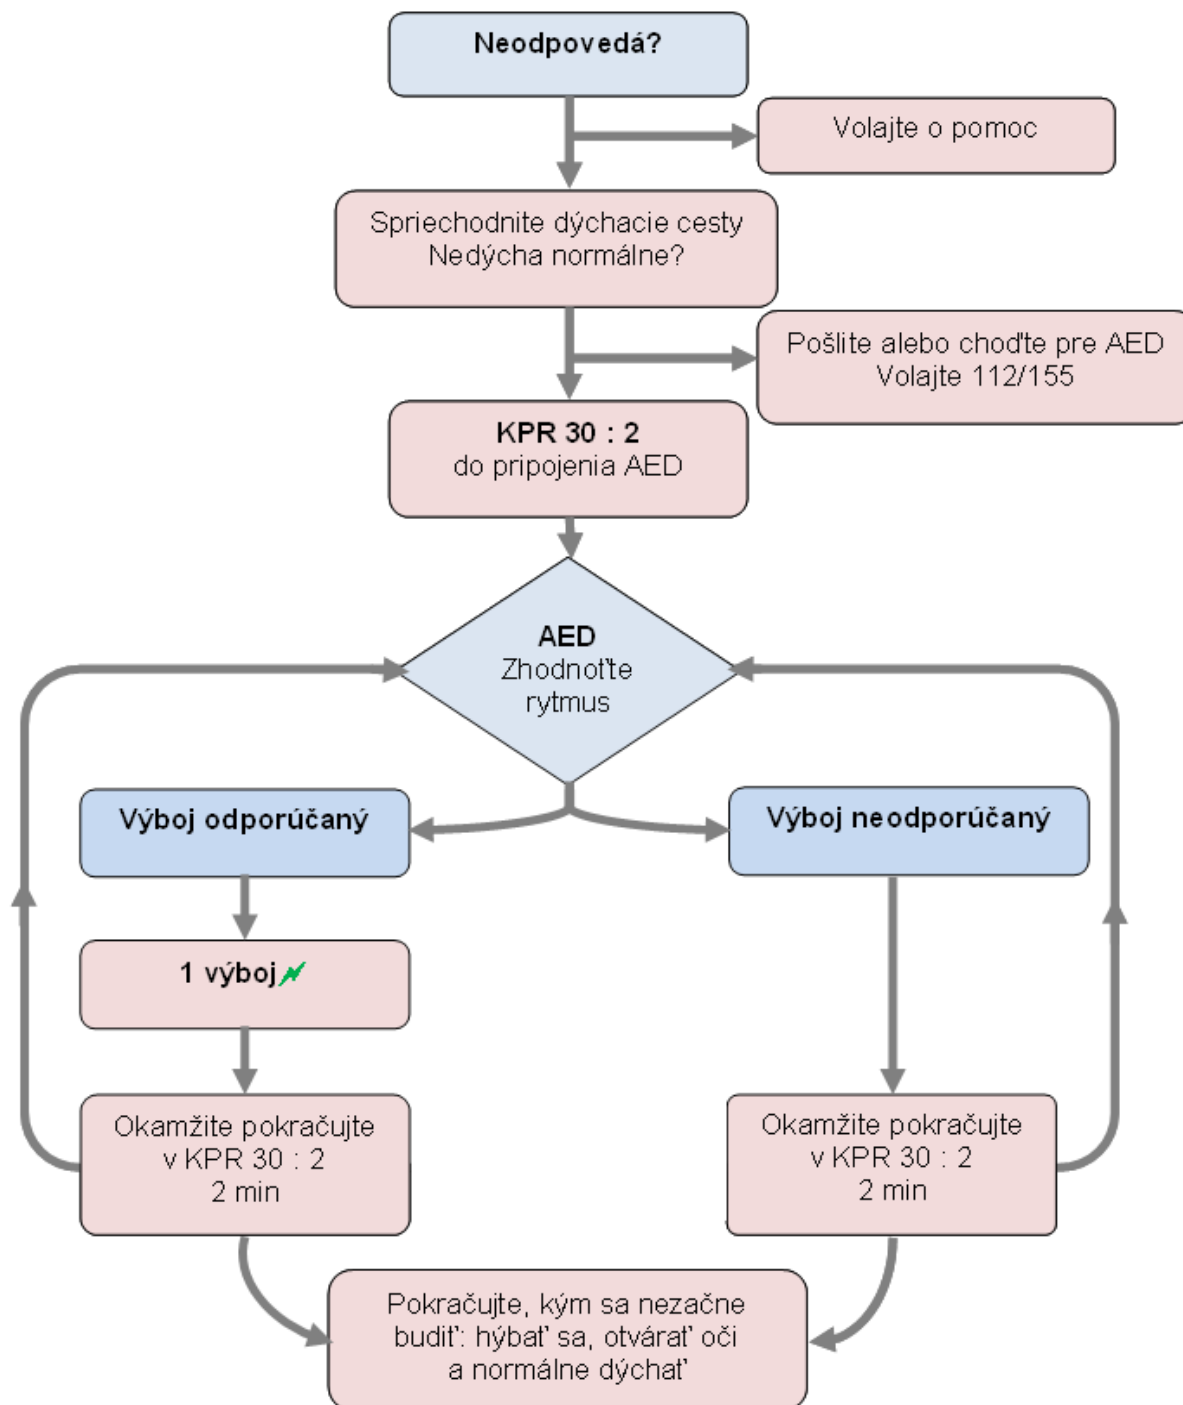 Neodpovedá?
Volajte o pomoc
Spriechodnite dýchacie cesty
Nedýcha normálne?
Pošlite alebo choďte pre AED
Volajte 112/155
KPR 30 : 2
do pripojenia AED
AED
Zhodnoťte
rytmus
Výboj odporúčaný
Výboj neodporúčaný
1 výboj
Okamžite pokračujte
v KPR 30 : 2
2 min
Okamžite pokračujte
v KPR 30 : 2
2 min
Pokračujte, kým sa nezačne
budiť: hýbať sa, otvárať oči
a normálne dýchať